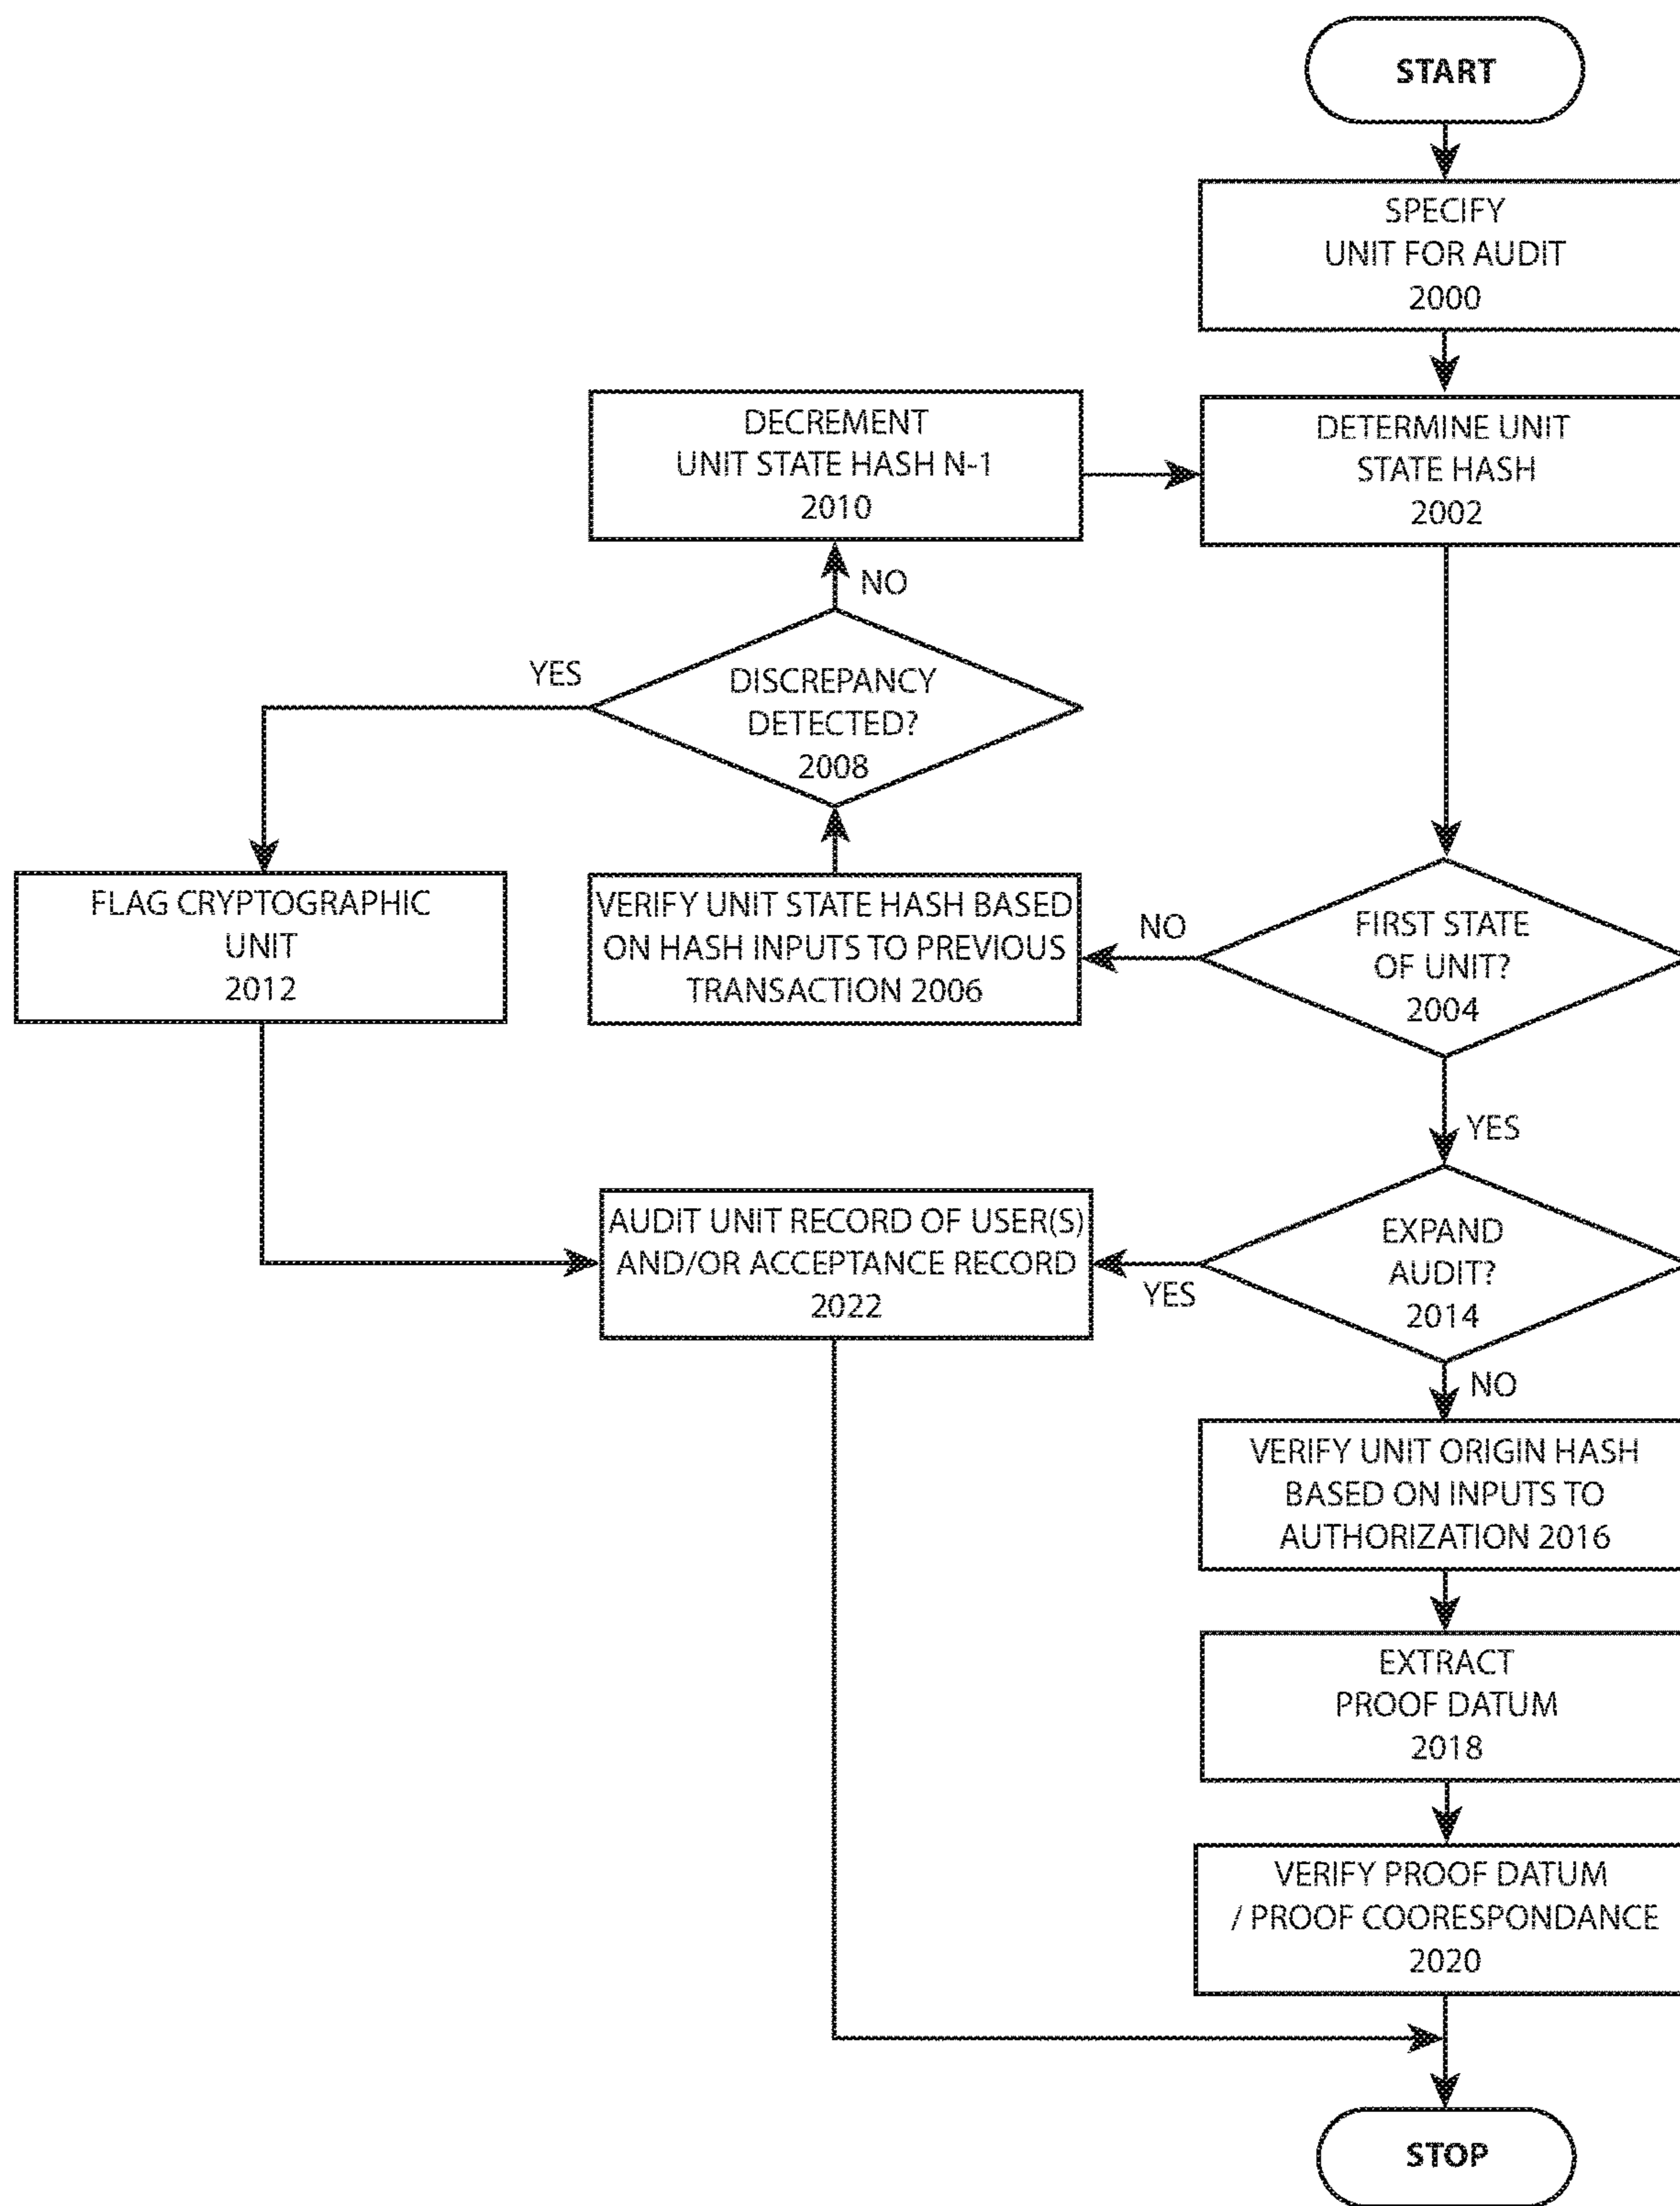 START
SPECIFY
UNIT FOR AUDIT
2000
DECREMENT
UNIT STATE HASH N-1
2010
DETERMINE UNIT
STATE HASH
2002
NO
YES
DISCREPANCY
DETECTED?
2008
FLAG CRYPTOGRAPHIC
UNIT
2012
VERIFY UNIT STATE HASH BASED
ON HASH INPUTS TO PREVIOUS
TRANSACTION 2006
NO
FIRST STATE
OF UNIT?
2004
YES
AUDIT UNIT RECORD OF USER(S)
AND/OR ACCEPTANCE RECORD
2022
YES
EXPAND
AUDIT?
2014
NO
VERIFY UNIT ORIGIN HASH
BASED ON INPUTS TO
AUTHORIZATION 2016
EXTRACT
PROOF DATUM
2018
VERIFY PROOF DATUM
/ PROOF COORESPONDANCE
2020
STOP